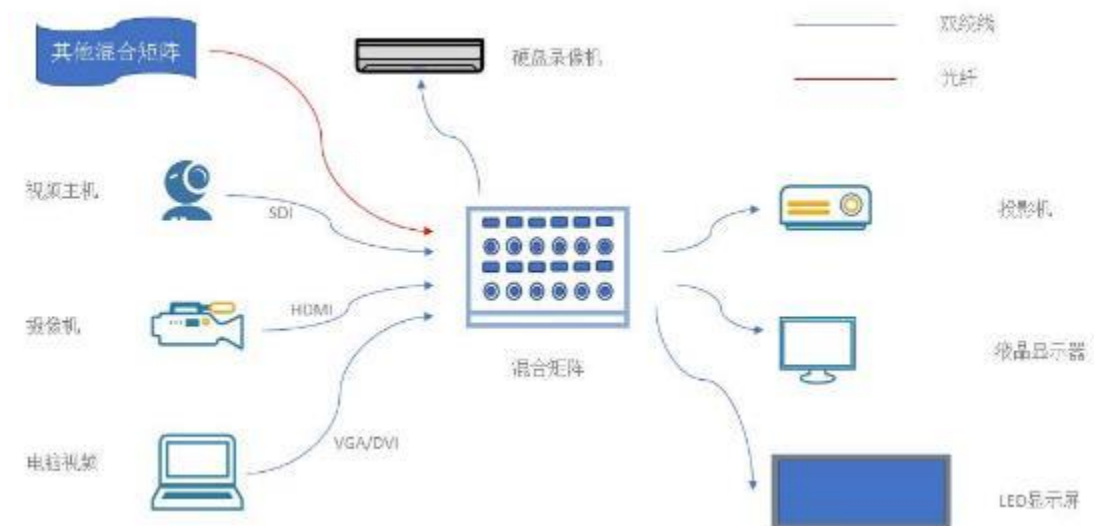 其他混合矩阵
硬盘录像机
双绞线
光纤
视频主机
SDI
投影机
摄像机
HDMI
混合矩阵
液晶显示器
电脑视频
VGA/DVI
LED显示屏